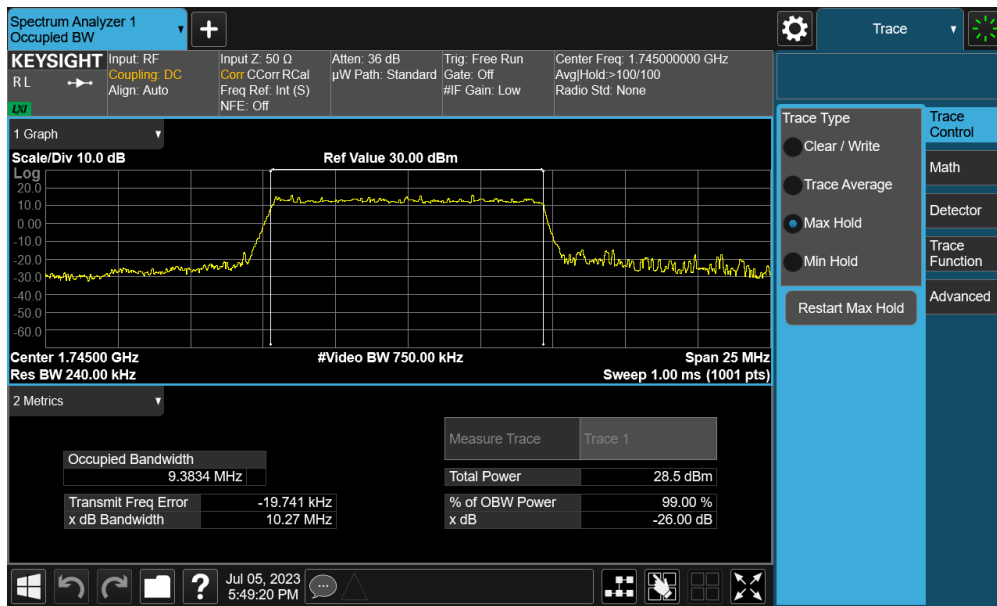 Spectrum Analyzer 1
Occupied BW
Trace
KEYSIGHT
R L
LXI
Input: RF
Coupling: DC
Align: Auto
Input Z: 50 Ω
Corr CCorr RCal
Freq Ref: Int (S)
NFE: Off
Atten: 36 dB
µW Path: Standard
Trig: Free Run
Gate: Off
#IF Gain: Low
Center Freq: 1.745000000 GHz
Avg|Hold:>100/100
Radio Std: None
1 Graph
Scale/Div 10.0 dB
Ref Value 30.00 dBm
Log
20.0
10.0
0.00
-10.0
-20.0
-30.0
-40.0
-50.0
-60.0
Center 1.74500 GHz
#Video BW 750.00 kHz
Span 25 MHz
Res BW 240.00 kHz
Sweep 1.00 ms (1001 pts)
2 Metrics
Measure Trace
Trace 1
Occupied Bandwidth
9.3834 MHz
Total Power
28.5 dBm
Transmit Freq Error
-19.741 kHz
% of OBW Power
99.00 %
x dB Bandwidth
10.27 MHz
x dB
-26.00 dB
Trace Type
Clear / Write
Trace Average
Max Hold
Min Hold
Restart Max Hold
Trace
Control
Math
Detector
Trace
Function
Advanced
?
Jul 05, 2023
5:49:20 PM